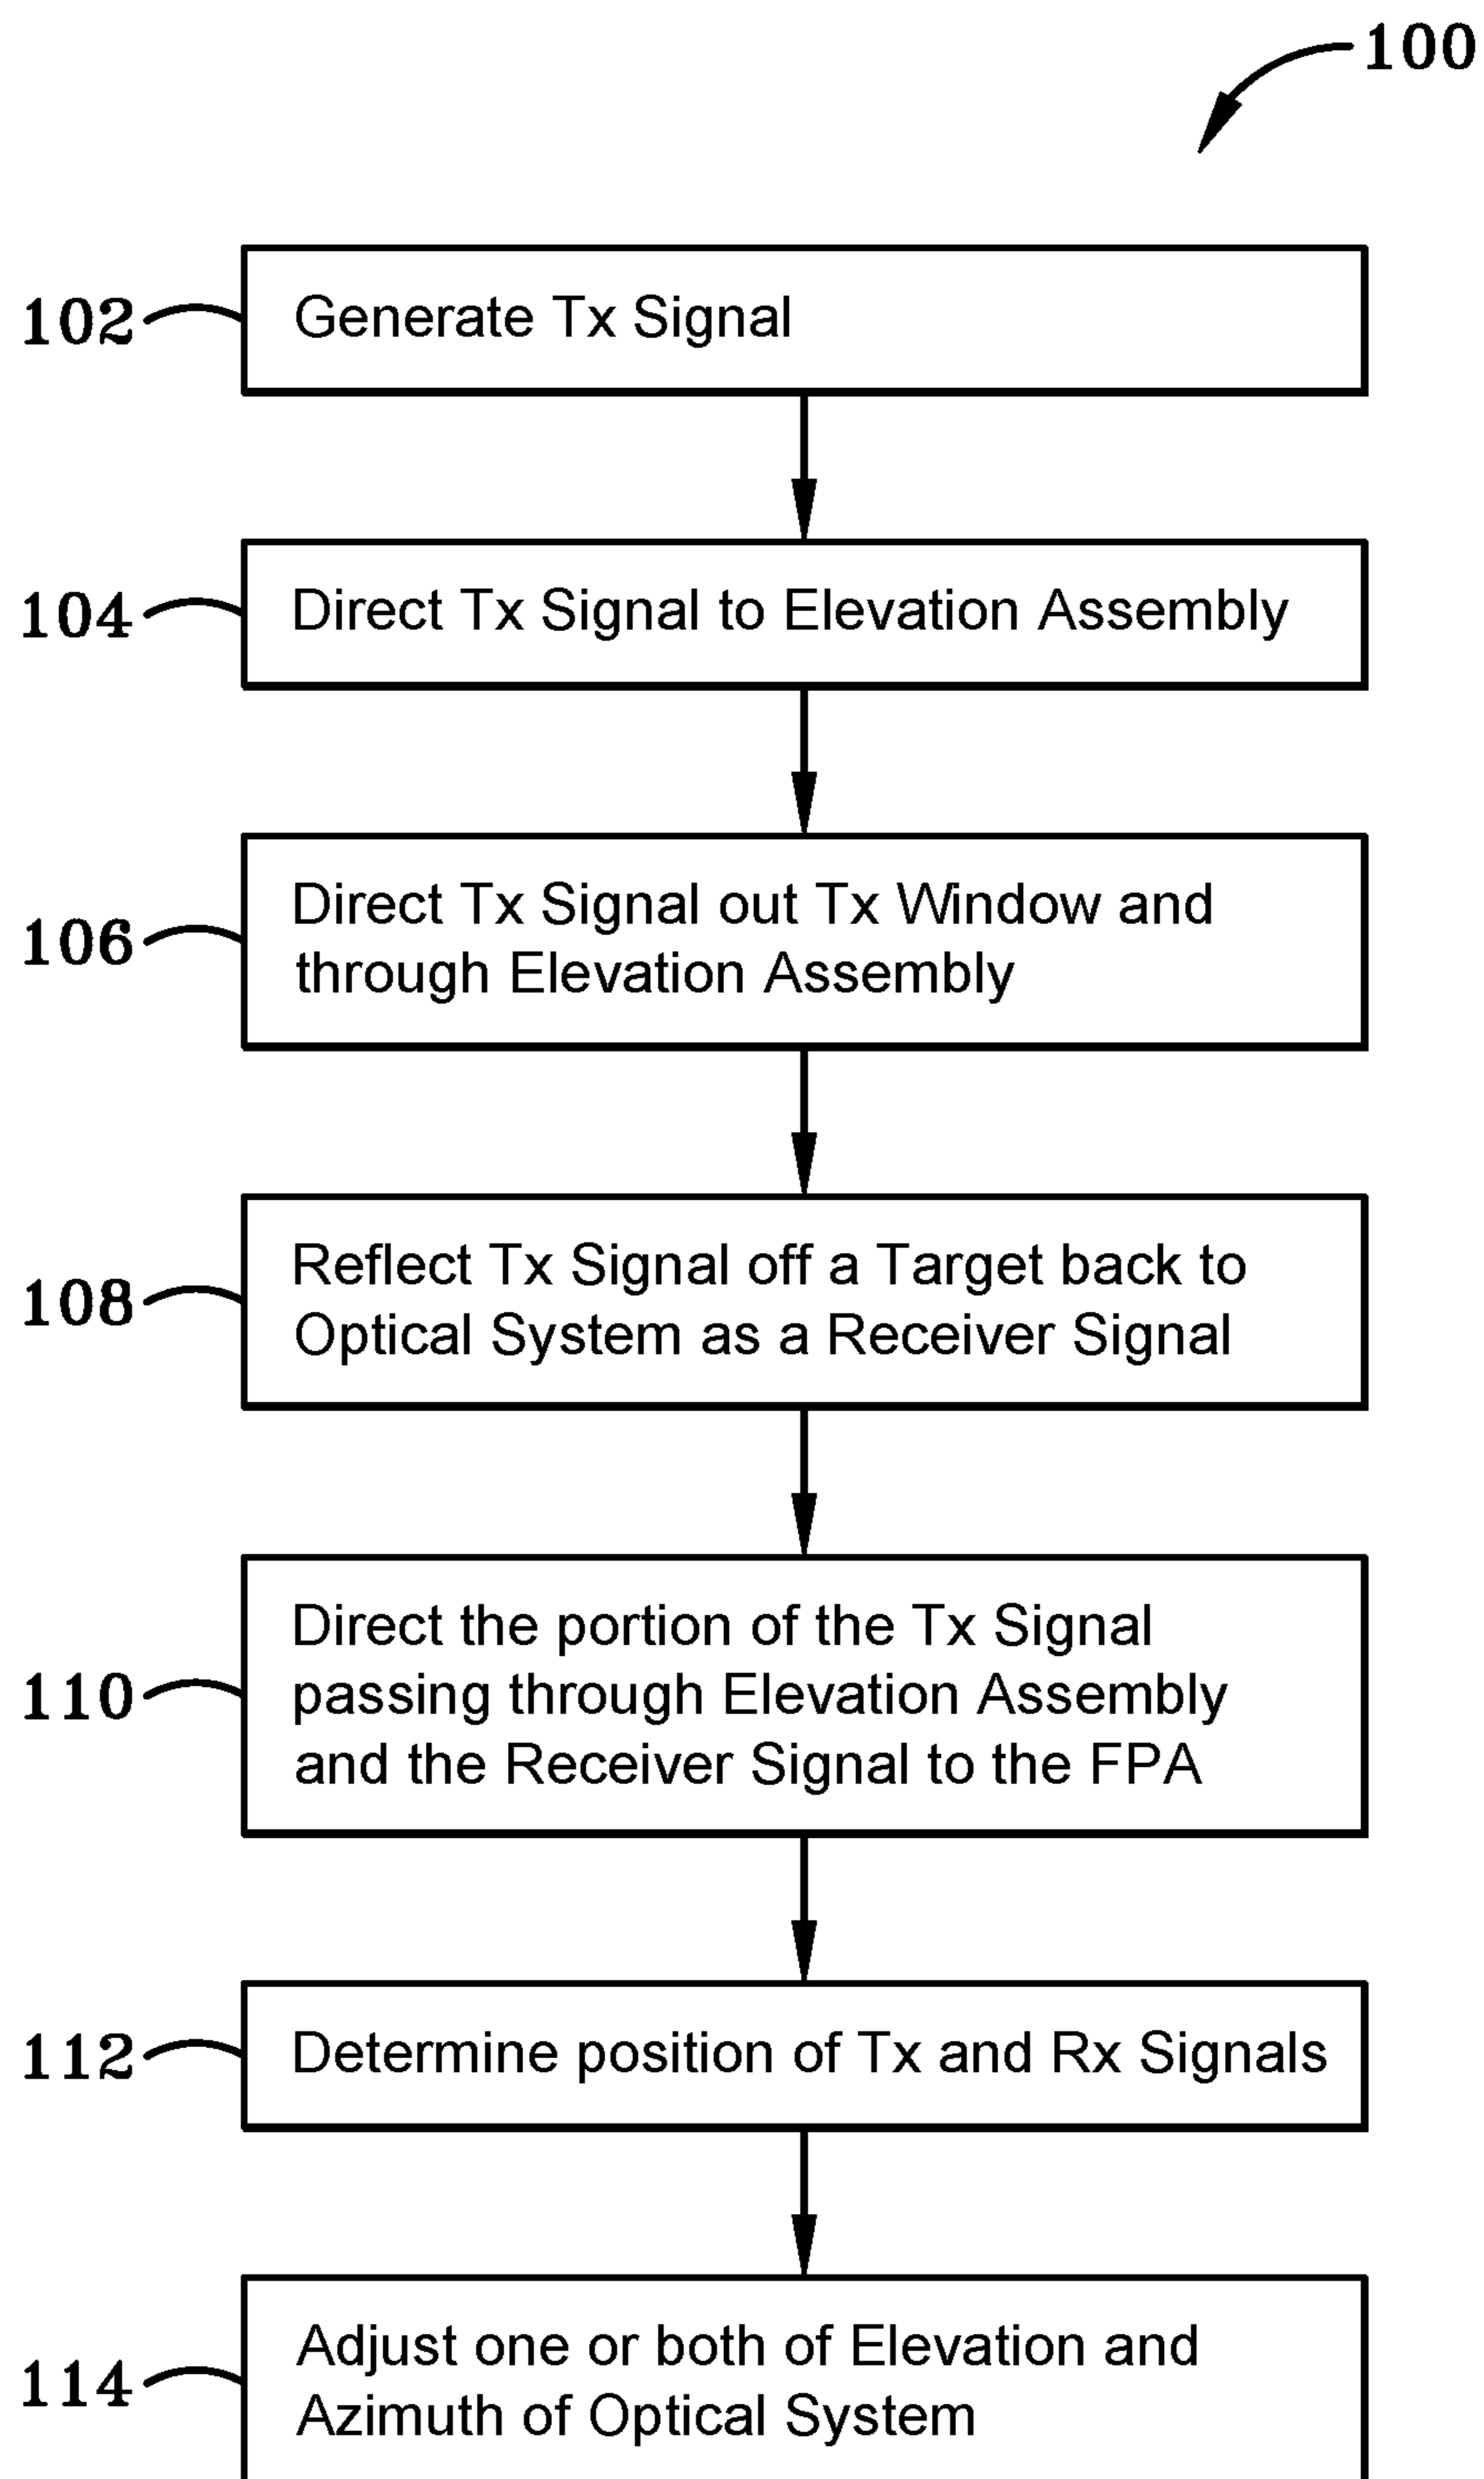 100
102
Generate Tx Signal
104
Direct Tx Signal to Elevation Assembly
106
Direct Tx Signal out Tx Window and
through Elevation Assembly
108
Reflect Tx Signal off a Target back to
Optical System as a Receiver Signal
110
Direct the portion of the Tx Signal
passing through Elevation Assembly
and the Receiver Signal to the FPA
112
Determine position of Tx and Rx Signals
114
Adjust one or both of Elevation and
Azimuth of Optical System